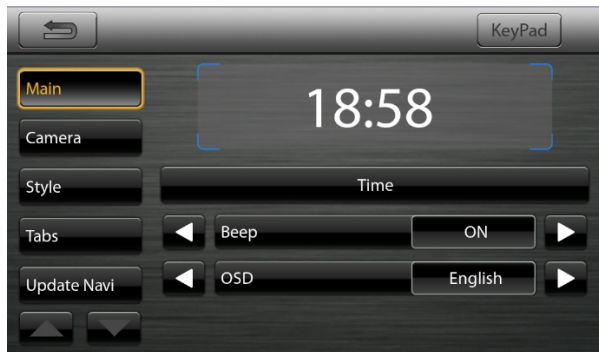 KeyPad
Main
18:58
Camera
Style
Time
Tabs
Beep
ON
Update Navi
OSD
English